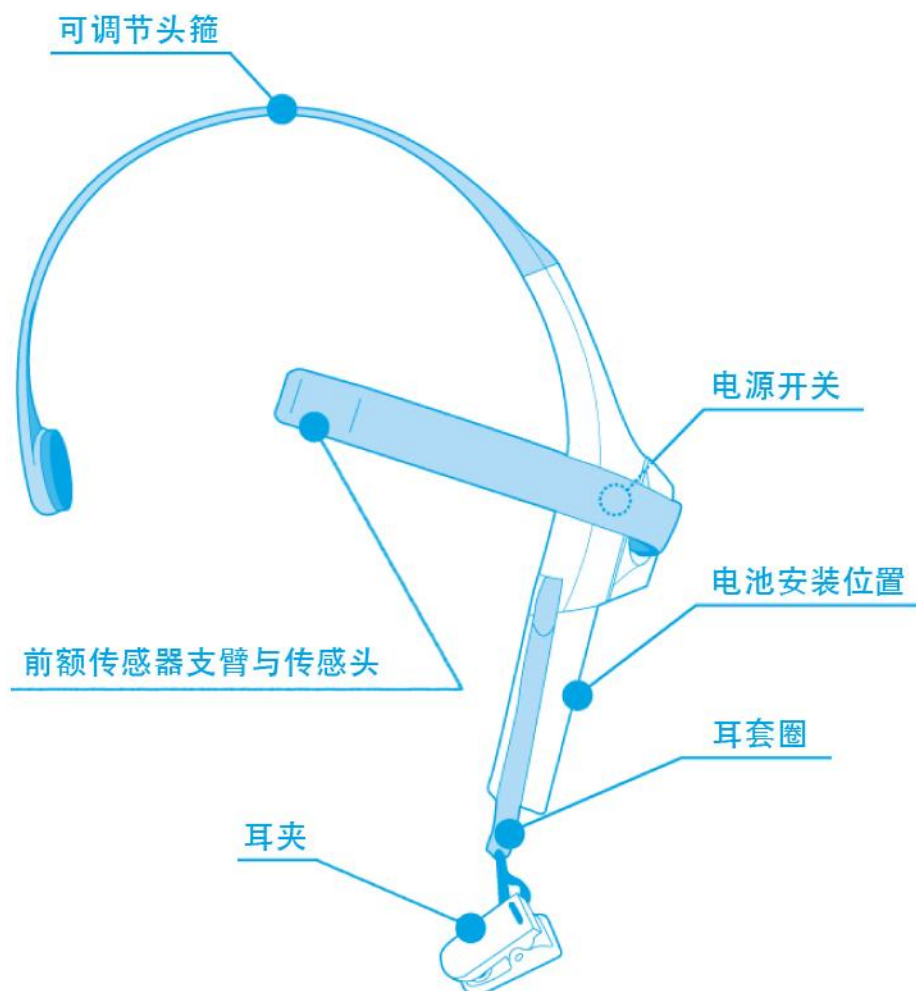 可调节头箍
电源开关
电池安装位置
前额传感器支臂与传感头
耳套圈
耳夹